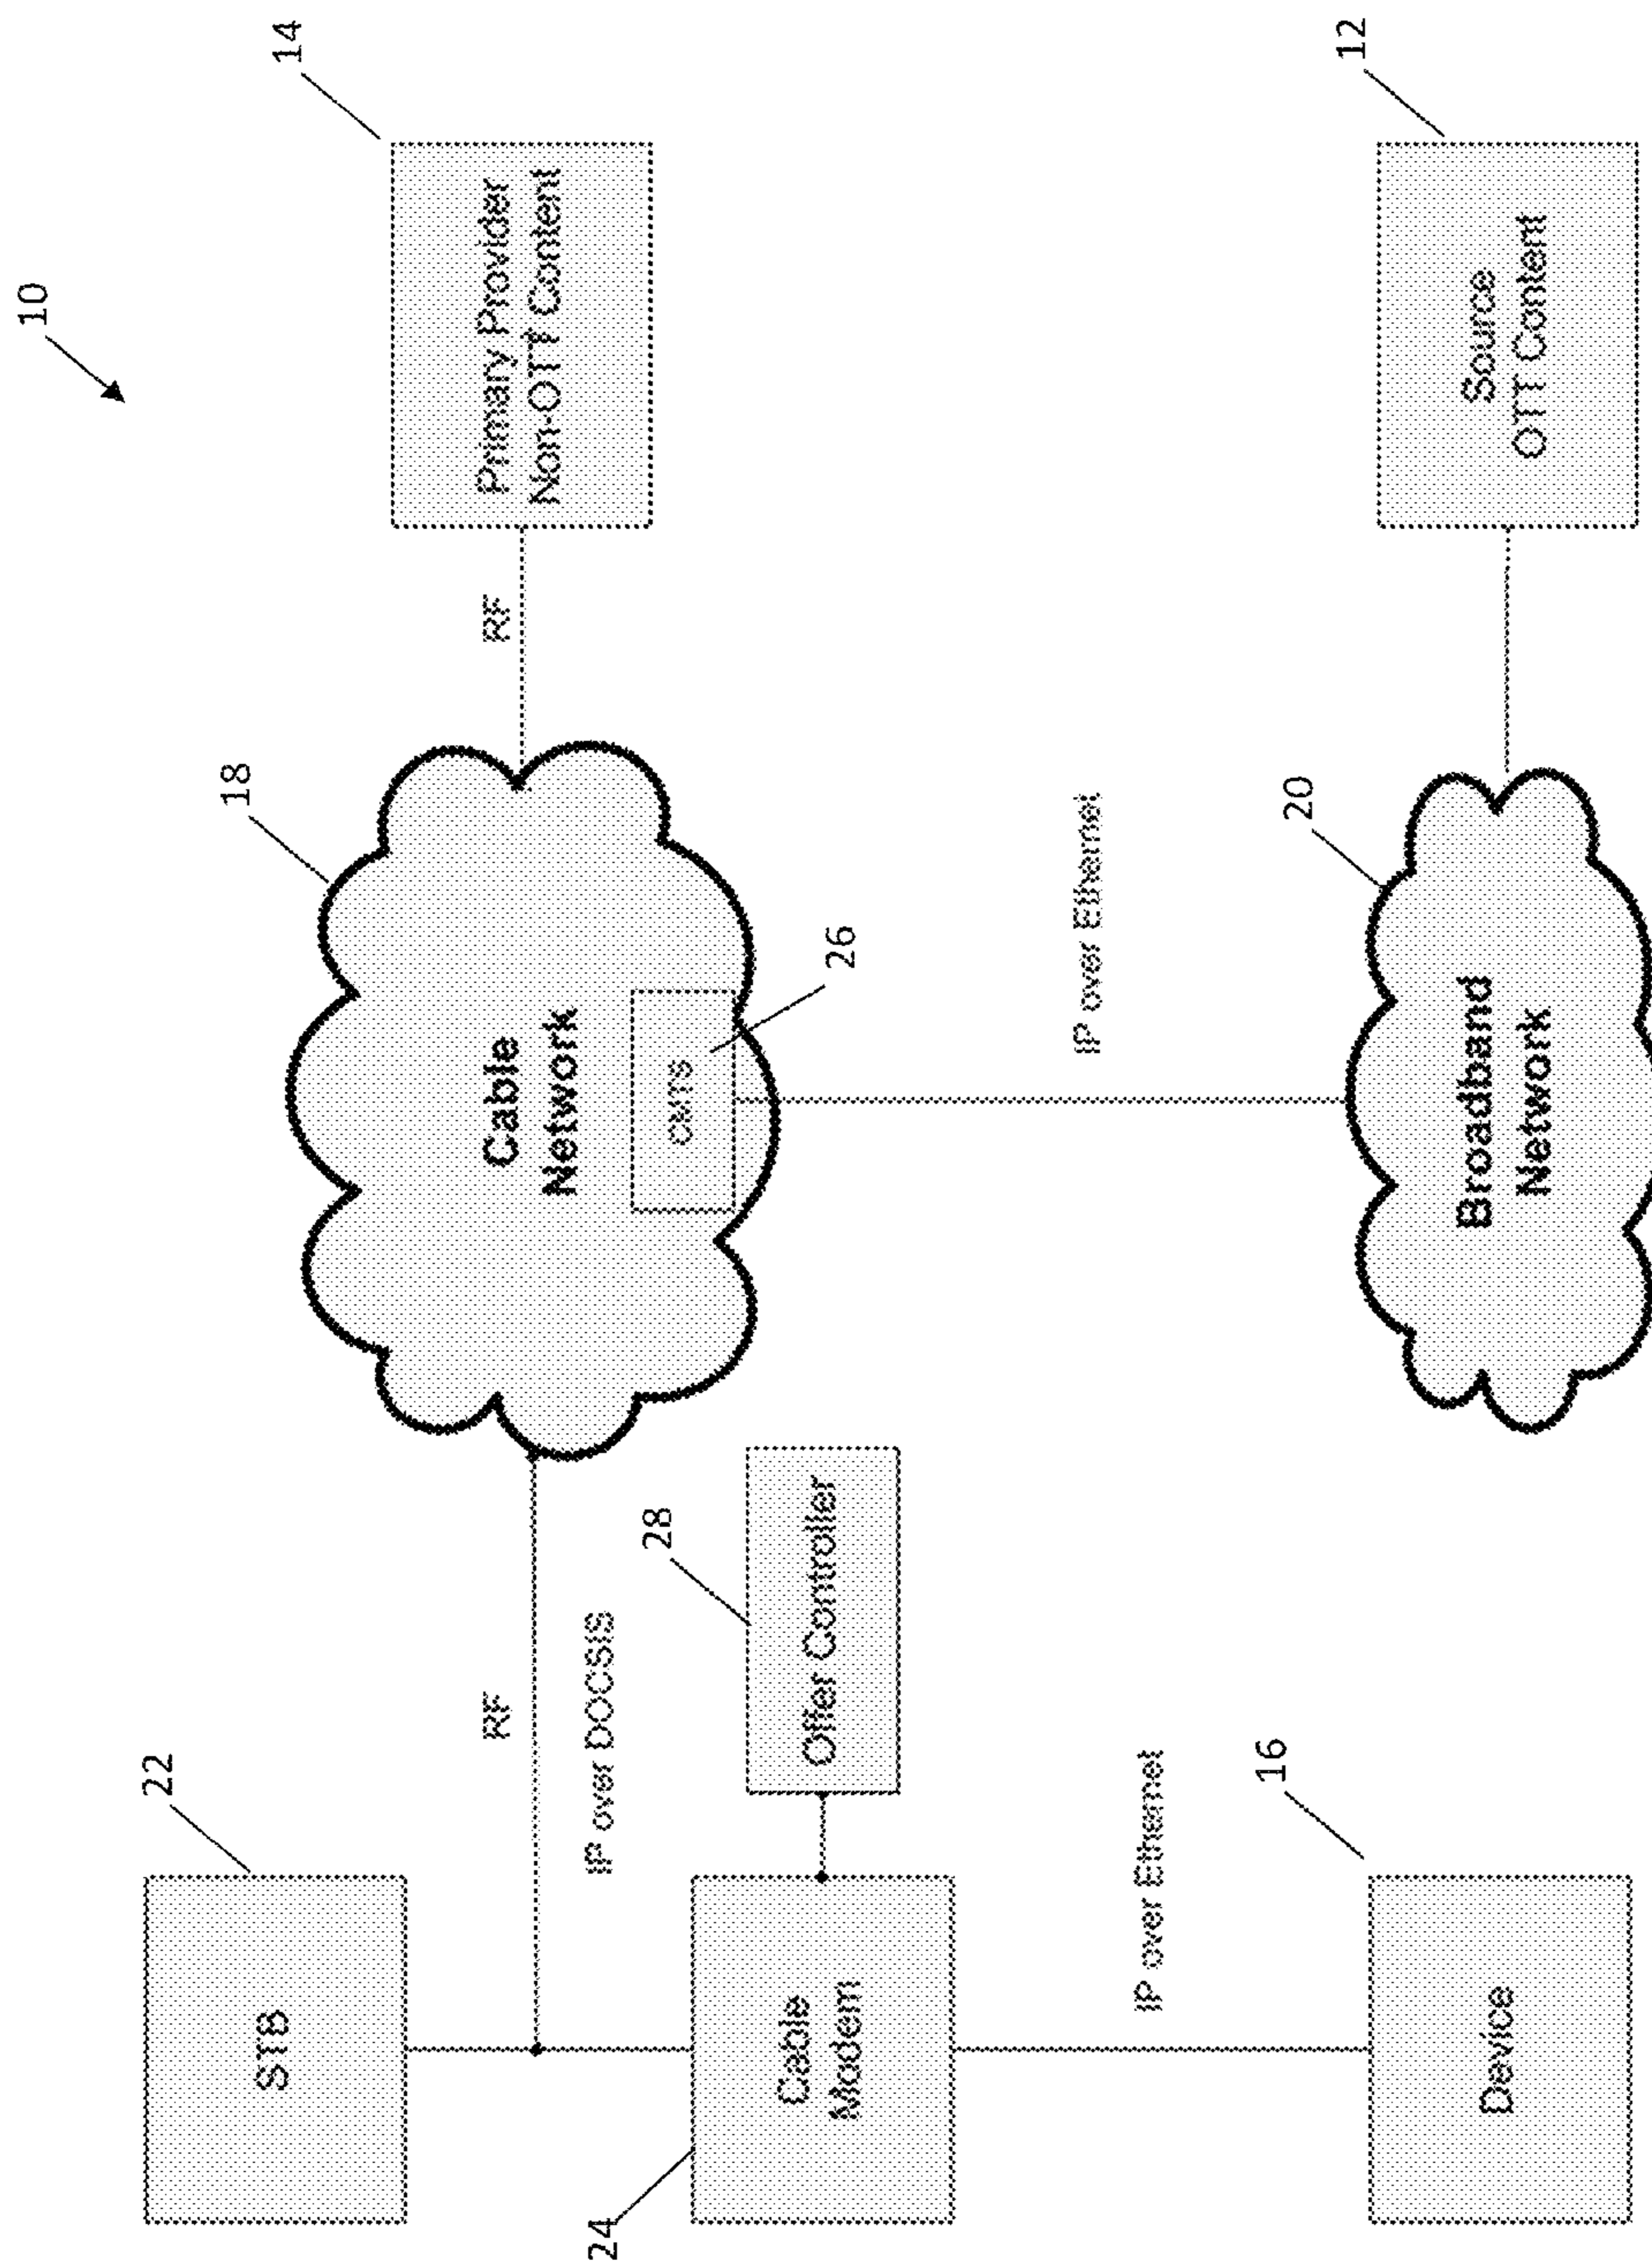 10
14
Primary Provider
Non-OTT Content
RF
18
Cable
Network
CMTS
26
RF
22
STB
IP over DOCSIS
28
Offer Controller
24
Cable
Modem
IP over Ethernet
IP over Ethernet
16
Device
20
Broadband
Network
12
Source
OTT Content